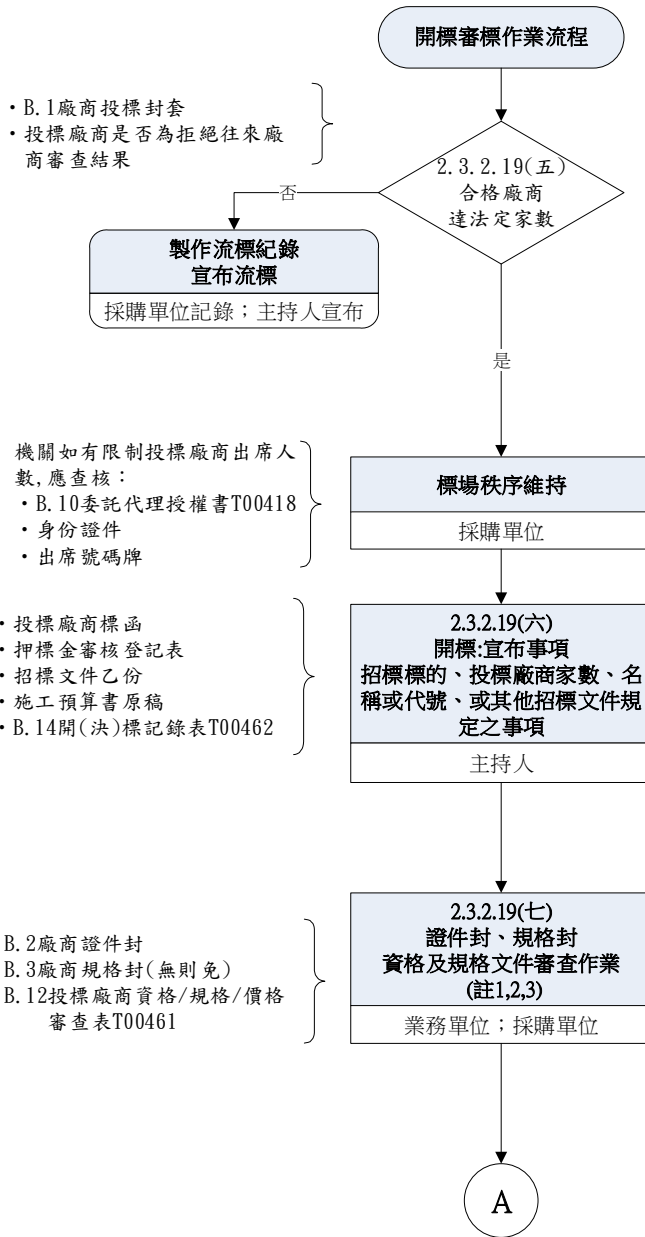 開標審標作業流程
・B.1廠商投標封套
・投標廠商是否為拒絕往來廠
商審查結果
2.3.2.19(五)
合格廠商
達法定家數
否
製作流標紀錄
宣布流標
採購單位記錄；主持人宣布
是
機關如有限制投標廠商出席人
數,應查核：
・B.10委託代理授權書T00418
・身份證件
・出席號碼牌
標場秩序維持
採購單位
・投標廠商標函
・押標金審核登記表
・招標文件乙份
・施工預算書原稿
・B.14開(決)標記錄表T00462
2.3.2.19(六)
開標:宣布事項
招標標的、投標廠商家數、名
稱或代號、或其他招標文件規
定之事項
主持人
B.2廠商證件封
B.3廠商規格封(無則免)
B.12投標廠商資格/規格/價格
審查表T00461
2.3.2.19(七)
證件封、規格封
資格及規格文件審查作業
(註1,2,3)
業務單位；採購單位
A